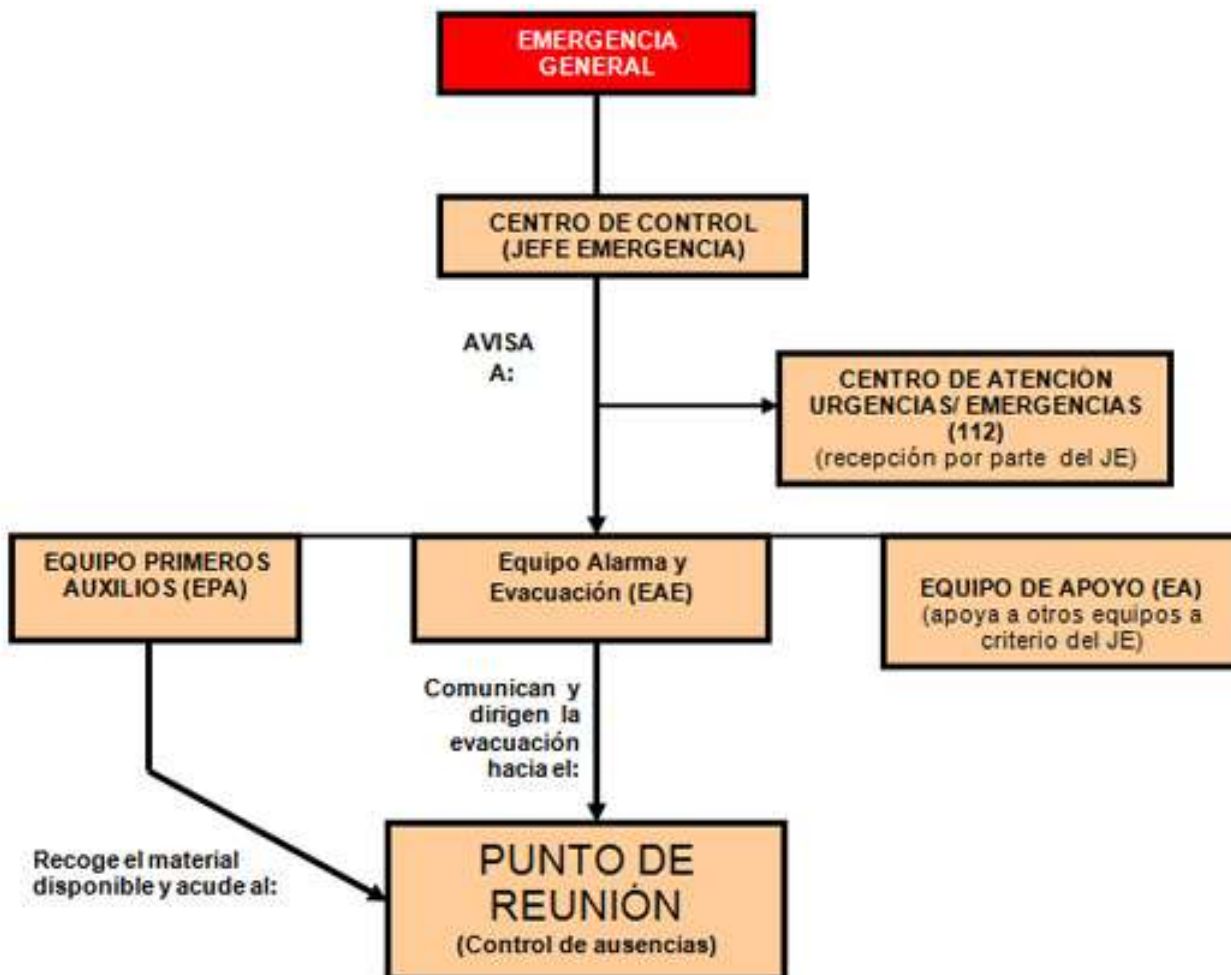 EMERGENCIA
GENERAL
CENTRO DE CONTROL
(JEFE EMERGENCIA)
AVISA
A:
CENTRO DE ATENCIÓN
URGENCIAS/ EMERGENCIAS
(112)
(recepción por parte del JE)
EQUIPO PRIMEROS
AUXILIOS (EPA)
Equipo Alarma y
Evacuación (EAE)
EQUIPO DE APOYO (EA)
(apoya a otros equipos a
criterio del JE)
Comunican y
dirigen la
evacuación
hacia el:
Recoge el material
disponible y acude al:
PUNTO DE
REUNIÓN
(Control de ausencias)